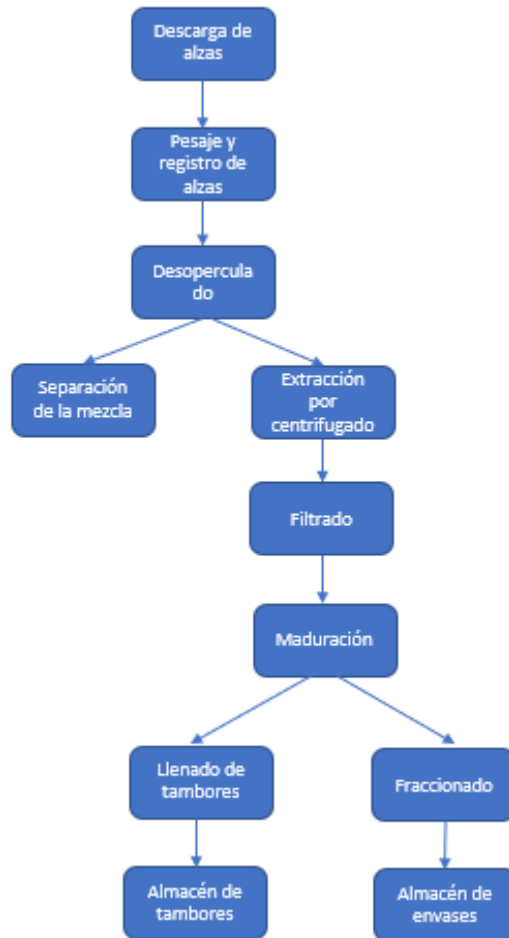 Descarga de
alzas
Pesaje y
registro de
alzas
Desopercula
do
Separación
de la mezcla
Extracción
por
centrifugado
Filtrado
Maduración
Llenado de
tambores
Fraccionado
Almacén de
tambores
Almacén de
envases